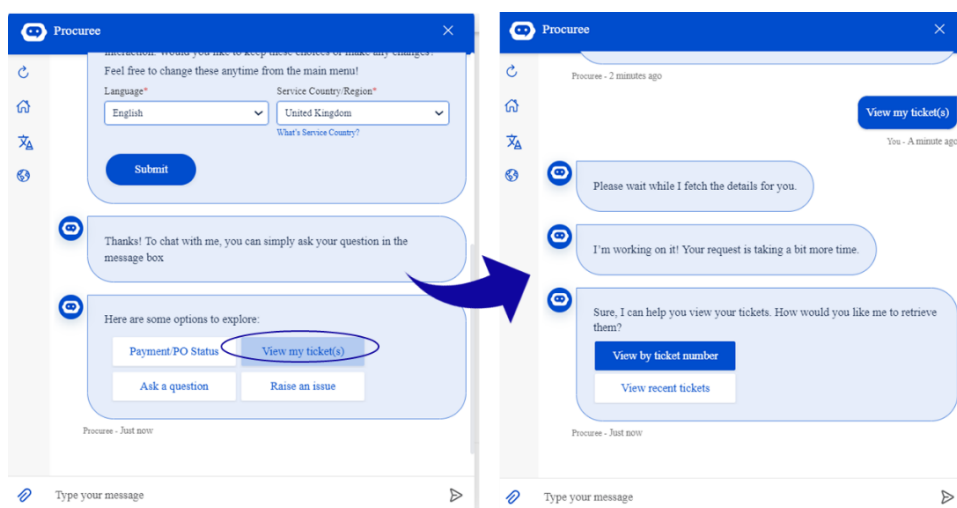 Procuree
interaction. Would you like to keep these choices or make any changes?
Feel free to change these anytime from the main menu!
Language*
Service Country/Region*
English
United Kingdom
What's Service Country?
Submit
Thanks! To chat with me, you can simply ask your question in the
message box
Here are some options to explore:
Payment/PO Status
View my ticket(s)
Ask a question
Raise an issue
Procuree - Just now
Type your message
Procuree
Procuree - 2 minutes ago
View my ticket(s)
You - A minute ago
Please wait while I fetch the details for you.
I'm working on it! Your request is taking a bit more time.
Sure, I can help you view your tickets. How would you like me to retrieve
them?
View by ticket number
View recent tickets
Procuree - Just now
Type your message